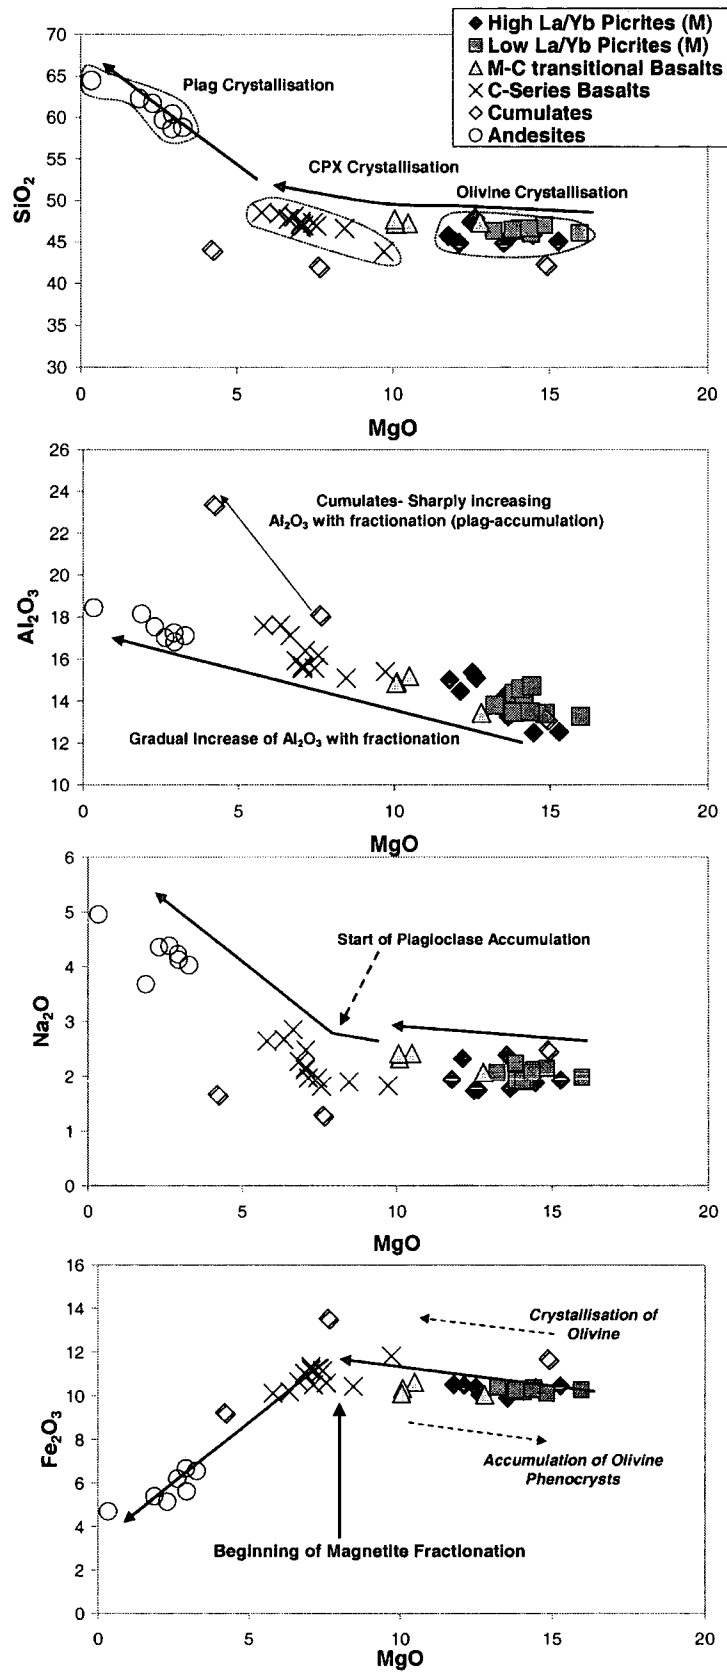 High La/Yb Picrites (M)
Low La/Yb Picrites (M)
M-C transitional Basalts
C-Series Basalts
Cumulates
Andesites
70
65
60
55
50
45
40
35
30
SiO2
Plag Crystallisation
CPX Crystallisation
Olivine Crystallisation
0
5
10
15
20
MgO
26
24
22
20
18
16
14
12
10
Al2O3
Cumulates- Sharply increasing
Al2O3 with fractionation (plag-accumulation)
Gradual Increase of Al2O3 with fractionation
0
5
10
15
20
MgO
6
5
4
3
2
1
0
Na2O
Start of Plagioclase Accumulation
0
5
10
15
20
MgO
16
14
12
10
8
6
4
2
0
Fe2O3
Crystallisation of
Olivine
Accumulation of Olivine
Phenocrysts
Beginning of Magnetite Fractionation
0
5
10
15
20
MgO